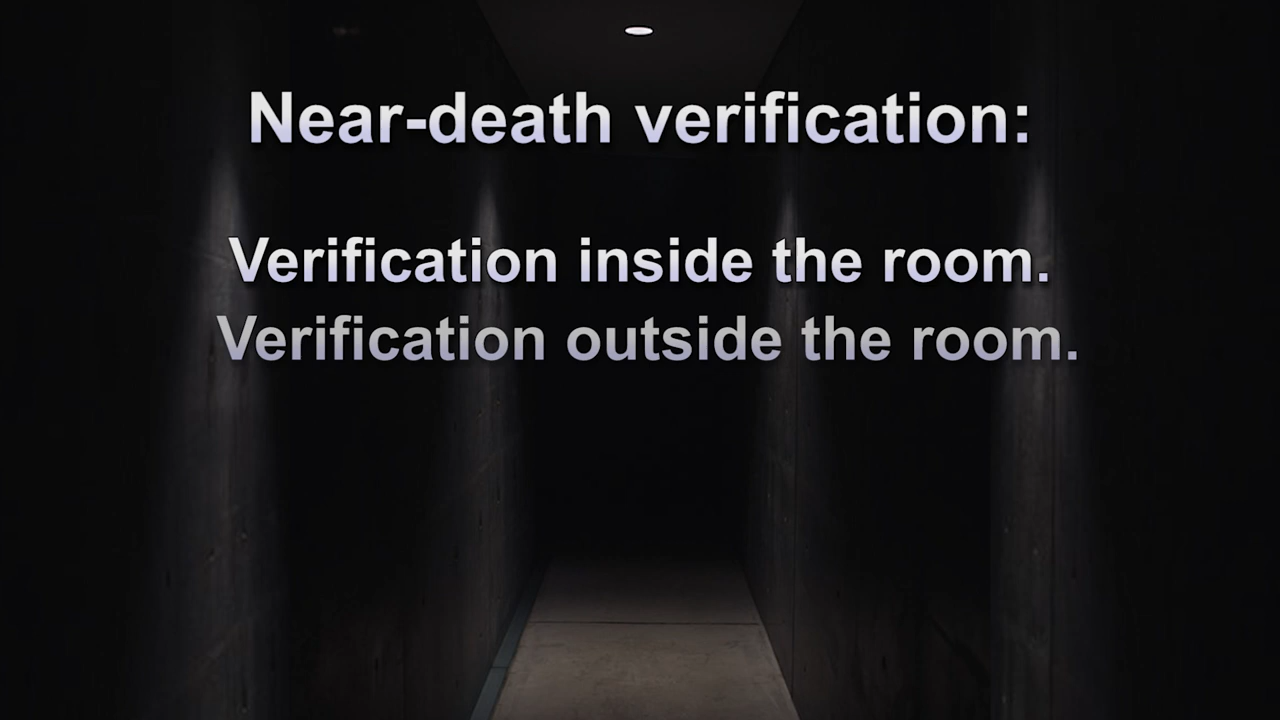 Near-death verification:
Verification inside the room.
Verification outside the room.